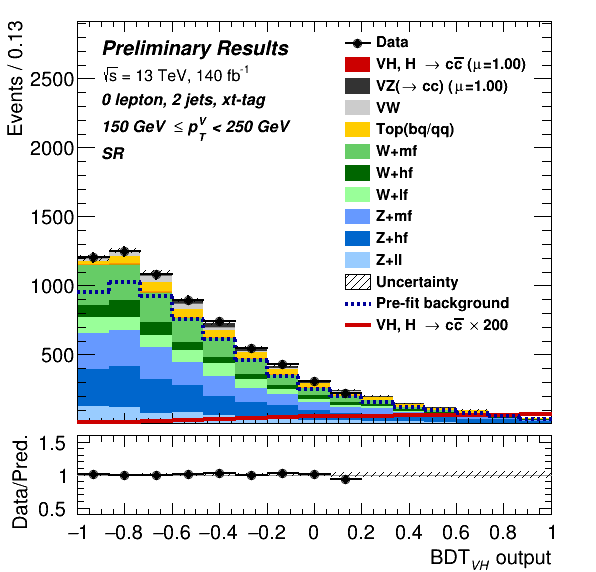 Events / 0.13
Preliminary Results
√s = 13 TeV, 140 fb⁻¹
0 lepton, 2 jets, xt-tag
150 GeV ≤ p_T^V < 250 GeV
SR
Data
VH, H → cc̅ (μ=1.00)
VZ(→ cc) (μ=1.00)
VW
Top(bq/qq)
W+mf
W+hf
W+lf
Z+mf
Z+hf
Z+ll
Uncertainty
Pre-fit background
VH, H → cc̅ × 200
2500
2000
1500
1000
500
Data/Pred.
1.5
1
0.5
−1 −0.8 −0.6 −0.4 −0.2 0 0.2 0.4 0.6 0.8 1
BDT_VH output